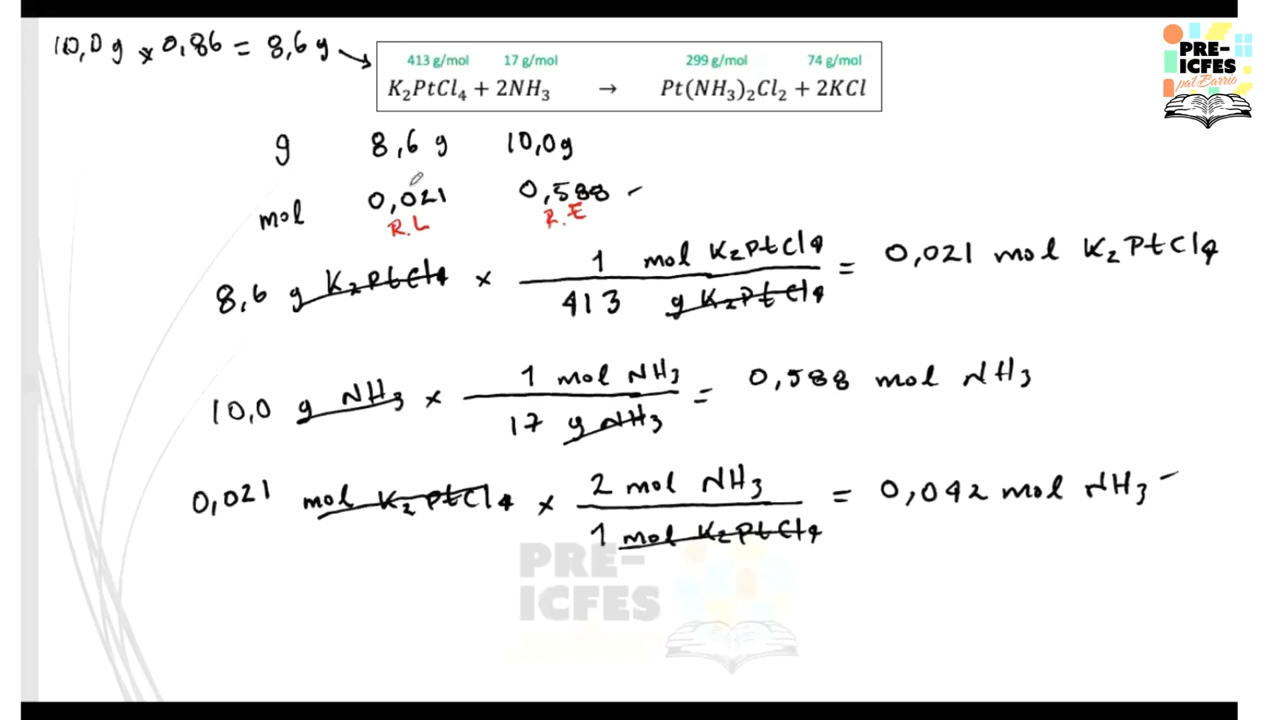 10,0 g × 0,86 = 8,6 g →
413 g/mol 17 g/mol 299 g/mol 74 g/mol
K₂PtCl₄ + 2NH₃ → Pt(NH₃)₂Cl₂ + 2KCl
PRE-
ICFES
pal Barrio
g 8,6 g 10,0g
mol 0,021 0,588
R.L R.E
8,6 g K₂PtCl₄ × 1 mol K₂PtCl₄ / 413 g K₂PtCl₄ = 0,021 mol K₂PtCl₄
10,0 g NH₃ × 1 mol NH₃ / 17 g NH₃ = 0,588 mol NH₃
0,021 mol K₂PtCl₄ × 2 mol NH₃ / 1 mol K₂PtCl₄ = 0,042 mol NH₃
PRE-
ICFES